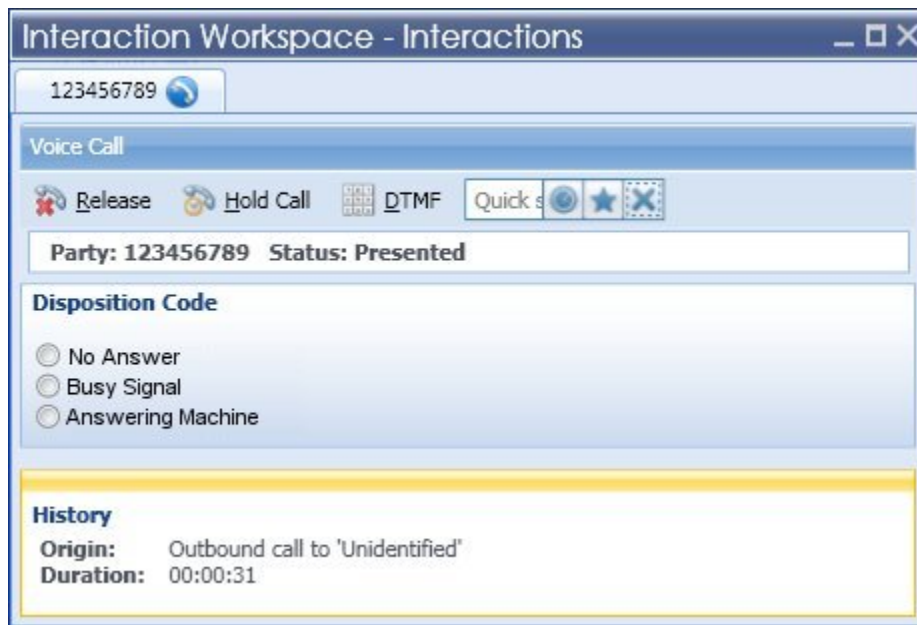 Interaction Workspace - Interactions
123456789
Voice Call
Release Hold Call DTMF Quick s
Party: 123456789 Status: Presented
Disposition Code
No Answer
Busy Signal
Answering Machine
History
Origin: Outbound call to 'Unidentified'
Duration: 00:00:31